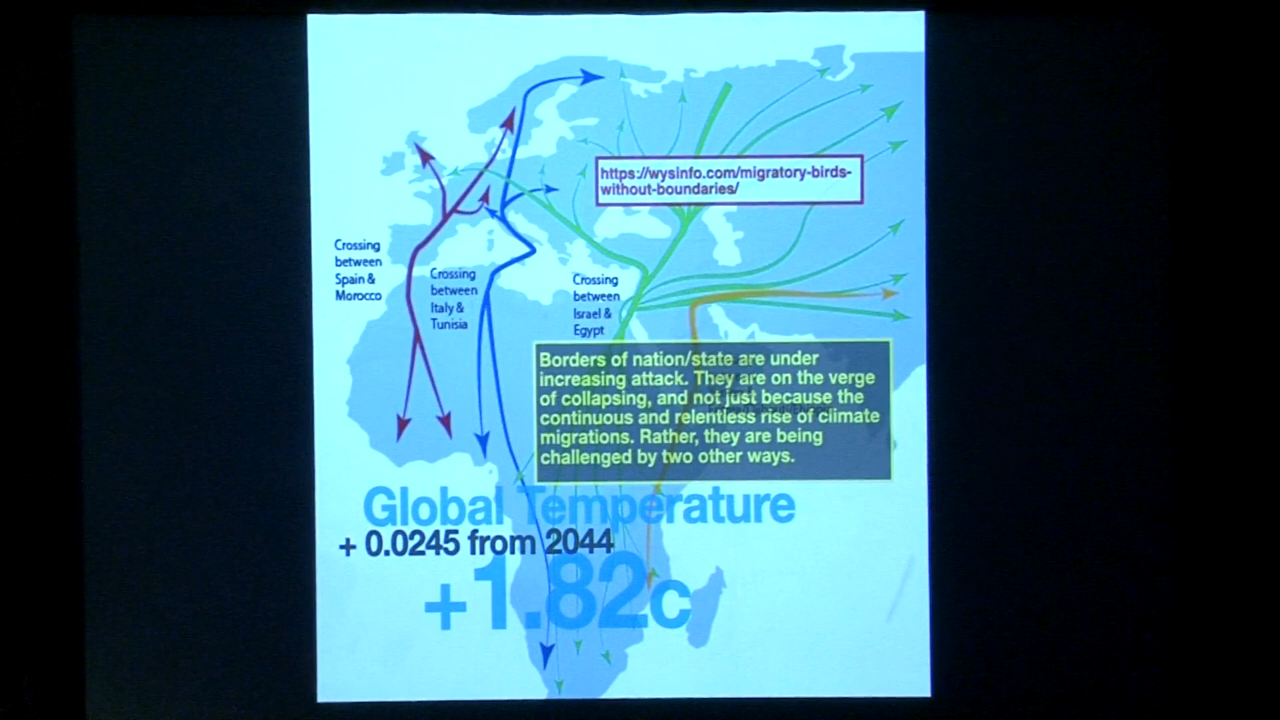 https://wysinfo.com/migratory-birds-
without-boundaries/
Crossing
between
Spain &
Morocco
Crossing
between
Italy &
Tunisia
Crossing
between
Israel &
Egypt
Borders of nation/state are under
increasing attack. They are on the verge
of collapsing, and not just because the
continuous and relentless rise of climate
migrations. Rather, they are being
challenged by two other ways.
Global Temperature
+ 0.0245 from 2044
+1.82c